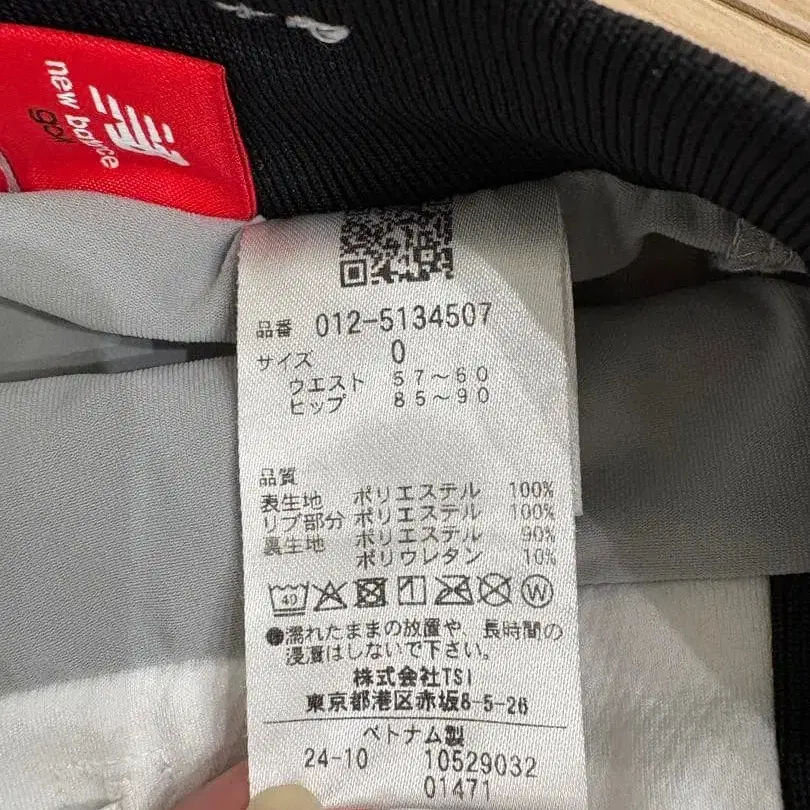 new balance
golf
品番 012-5134507
サイズ 0
ウエスト 57～60
ヒップ 85～90
品質
表生地 ポリエステル 100%
リブ部分 ポリエステル 100%
裏生地 ポリエステル 90%
ポリウレタン 10%
40
W
●濡れたままの放置や、長時間の
浸漬はしないで下さい。
株式会社TSI
東京都港区赤坂8-5-26
ベトナム製
24-10 10529032
01471